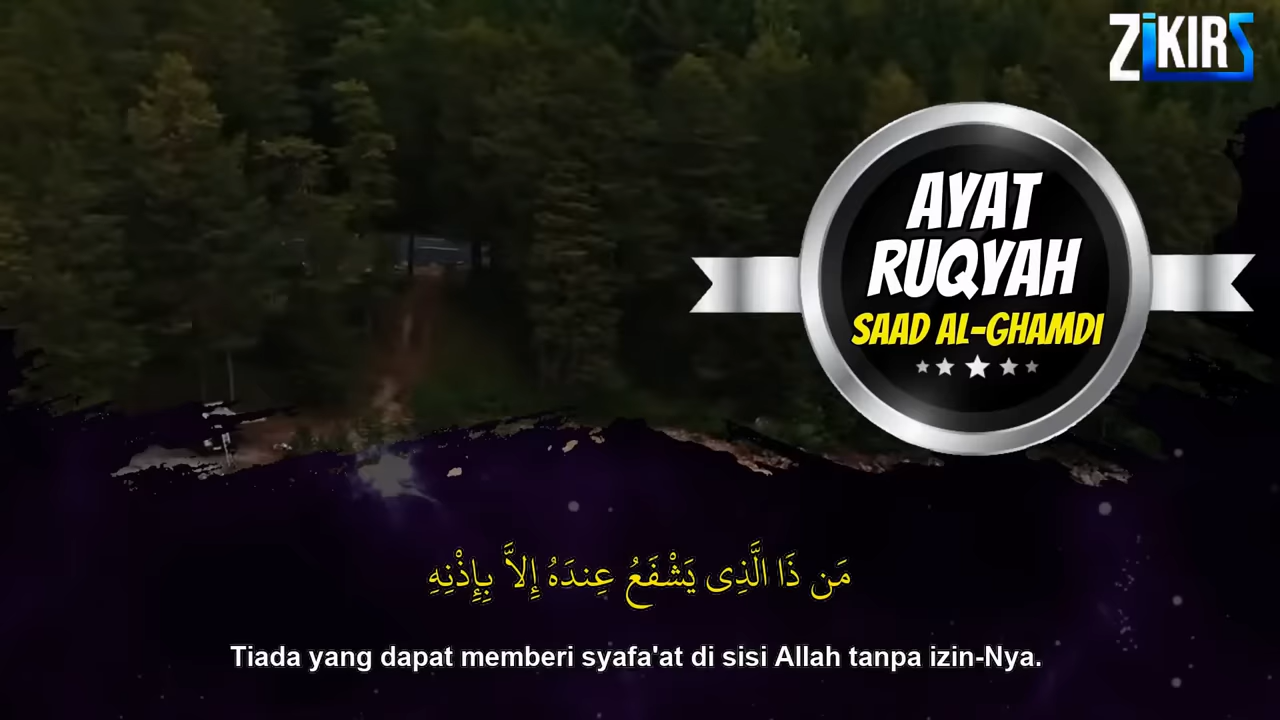 ZIKIRS
AYAT
RUQYAH
SAAD AL-GHAMDI
مَن ذَا الَّذِى يَشْفَعُ عِندَهُ إِلاَّ بِإِذْنِهِ
Tiada yang dapat memberi syafa'at di sisi Allah tanpa izin-Nya.